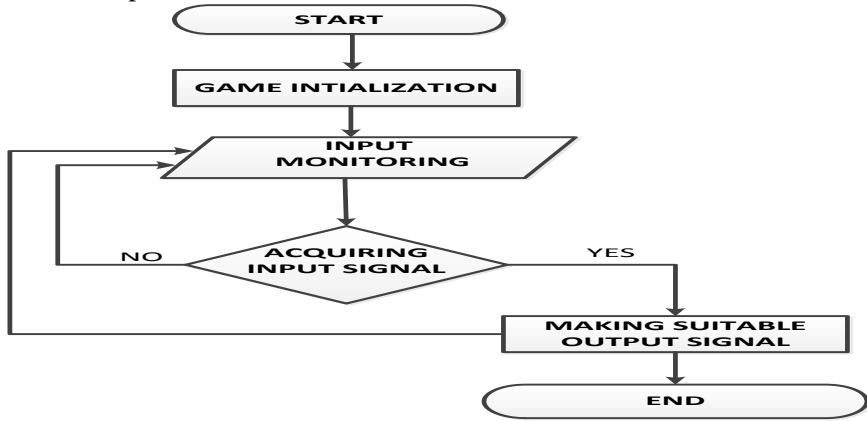 START
GAME INTIALIZATION
INPUT
MONITORING
ACQUIRING
INPUT SIGNAL
NO
YES
MAKING SUITABLE
OUTPUT SIGNAL
END